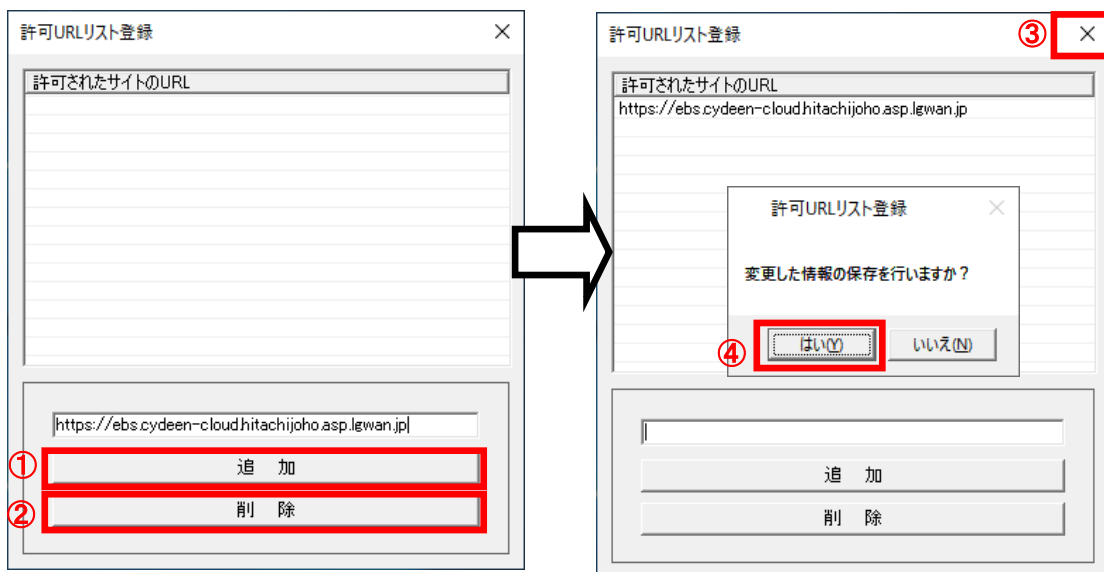 許可URLリスト登録
許可されたサイトのURL
https://ebs.cydeen-cloud.hitachijoho.asp.lgwan.jp
①
追 加
②
削 除
許可URLリスト登録
③
許可されたサイトのURL
https://ebs.cydeen-cloud.hitachijoho.asp.lgwan.jp
許可URLリスト登録
変更した情報の保存を行いますか？
④
はい(Y)
いいえ(N)
追 加
削 除